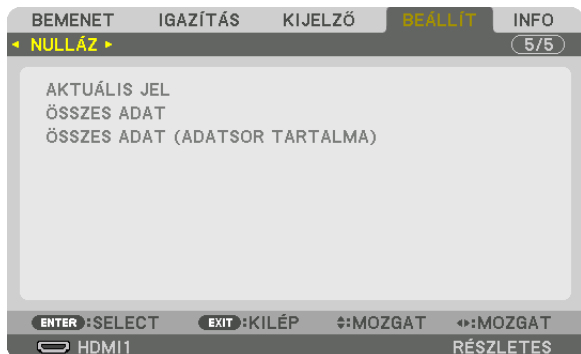 BEMENET IGAZÍTÁS KIJELZŐ BEÁLLÍT INFO
NULLÁZ 5/5
AKTUÁLIS JEL
ÖSSZES ADAT
ÖSSZES ADAT (ADATSOR TARTALMA)
ENTER:SELECT EXIT:KILÉP :MOZGAT :MOZGAT
HDMI1 RÉSZLETES